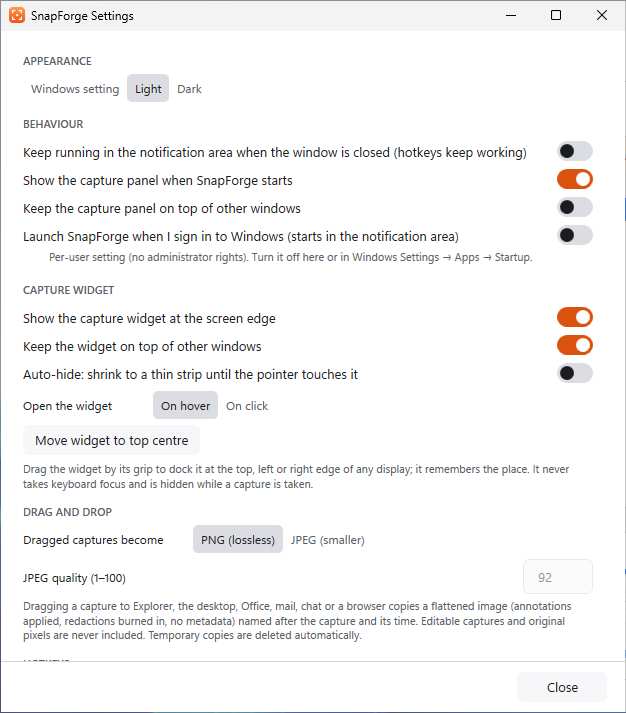 SnapForge Settings
APPEARANCE
Windows setting Light Dark
BEHAVIOUR
Keep running in the notification area when the window is closed (hotkeys keep working)
Show the capture panel when SnapForge starts
Keep the capture panel on top of other windows
Launch SnapForge when I sign in to Windows (starts in the notification area)
Per-user setting (no administrator rights). Turn it off here or in Windows Settings → Apps → Startup.
CAPTURE WIDGET
Show the capture widget at the screen edge
Keep the widget on top of other windows
Auto-hide: shrink to a thin strip until the pointer touches it
Open the widget On hover On click
Move widget to top centre
Drag the widget by its grip to dock it at the top, left or right edge of any display; it remembers the place. It never
takes keyboard focus and is hidden while a capture is taken.
DRAG AND DROP
Dragged captures become PNG (lossless) JPEG (smaller)
JPEG quality (1–100) 92
Dragging a capture to Explorer, the desktop, Office, mail, chat or a browser copies a flattened image (annotations
applied, redactions burned in, no metadata) named after the capture and its time. Editable captures and original
pixels are never included. Temporary copies are deleted automatically.
Close